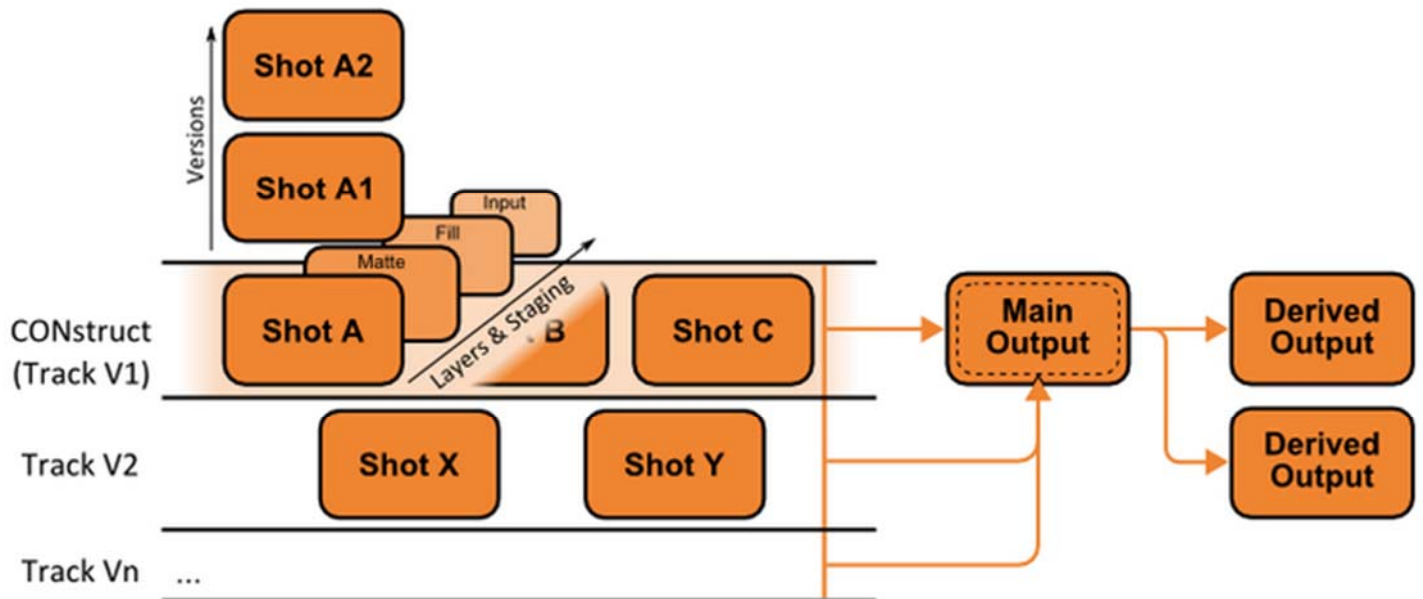 Shot A2
Versions
Shot A1
Input
Fill
Matte
CONstruct
(Track V1)
Shot A
Layers & Staging
B
Shot C
Main
Output
Derived
Output
Track V2
Shot X
Shot Y
Derived
Output
Track Vn
...